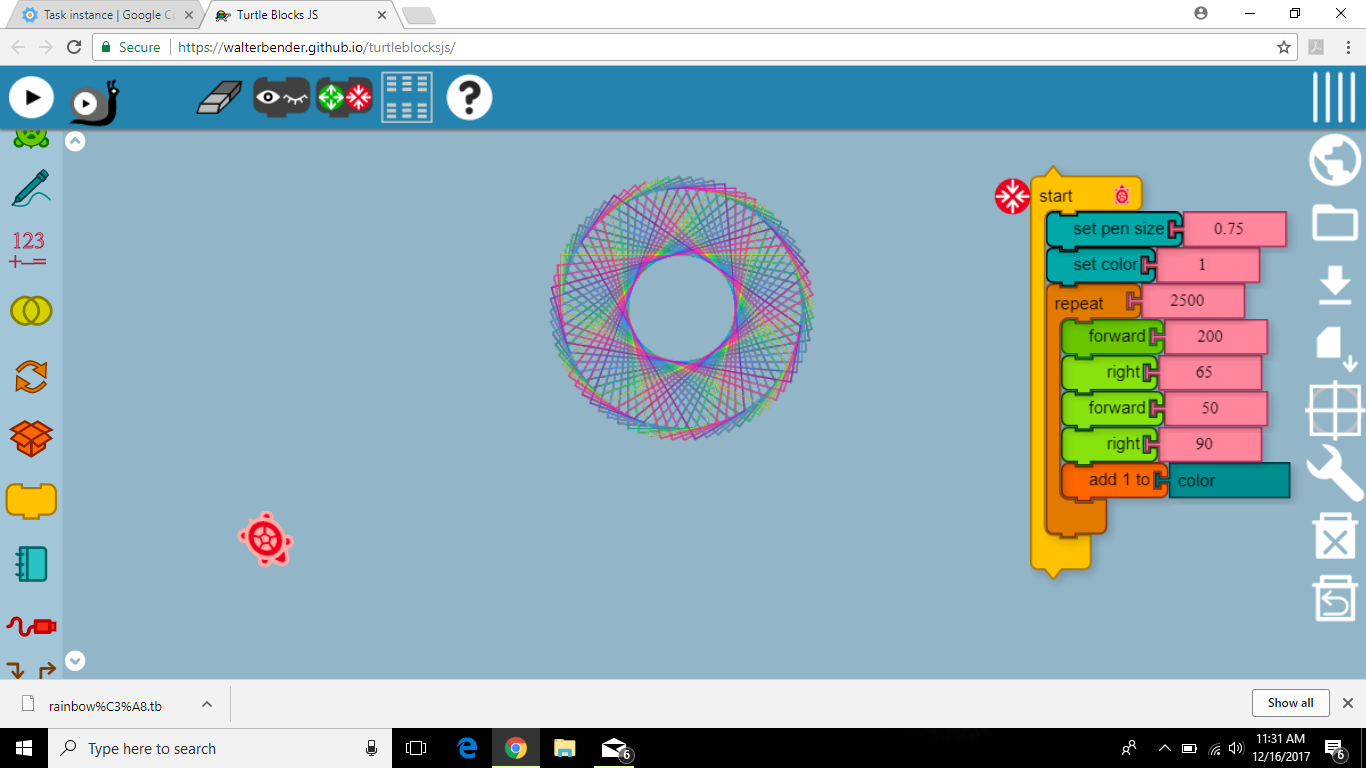 Task instance | Google Co
Turtle Blocks JS
Secure
https://walterbender.github.io/turtleblocksjs/
?
123
+-=
start
set pen size 0.75
set color 1
repeat 2500
forward 200
right 65
forward 50
right 90
add 1 to color
rainbow%C3%A8.tb
Show all
Type here to search
6
11:31 AM
12/16/2017
6